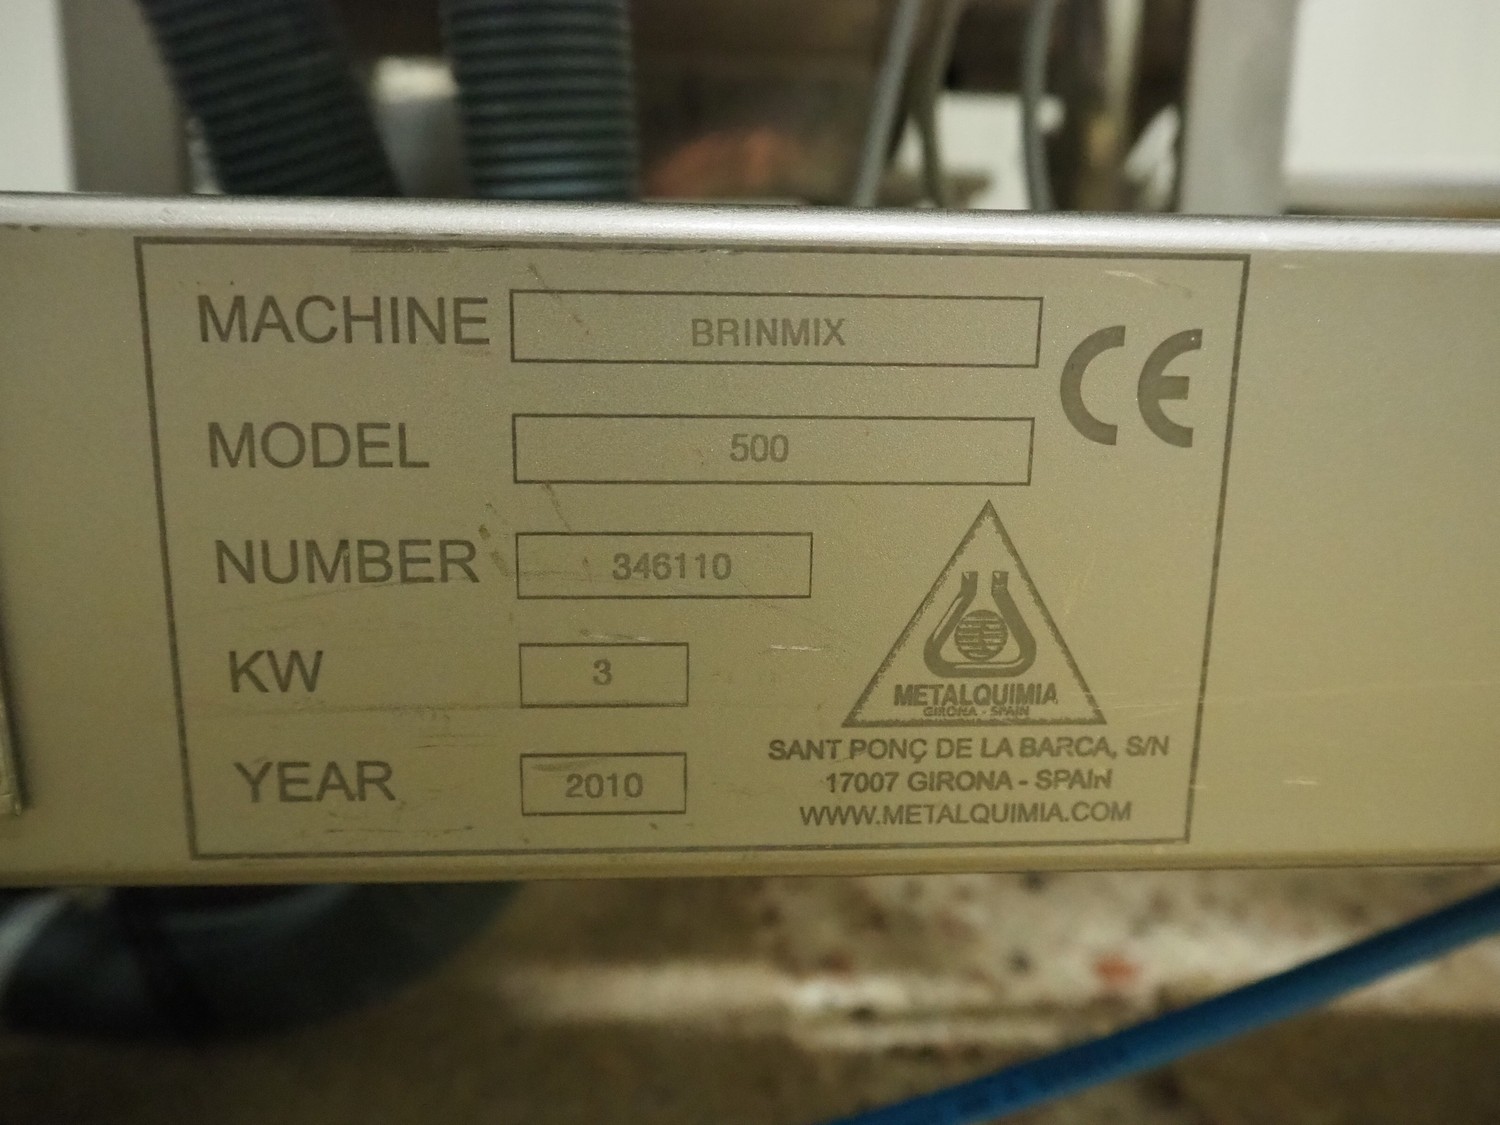 MACHINE BRINMIX
CE
MODEL 500
NUMBER 346110
KW 3
YEAR 2010
METALQUIMIA
GIRONA - SPAIN
SANT PONÇ DE LA BARCA, S/N
17007 GIRONA - SPAIN
WWW.METALQUIMIA.COM